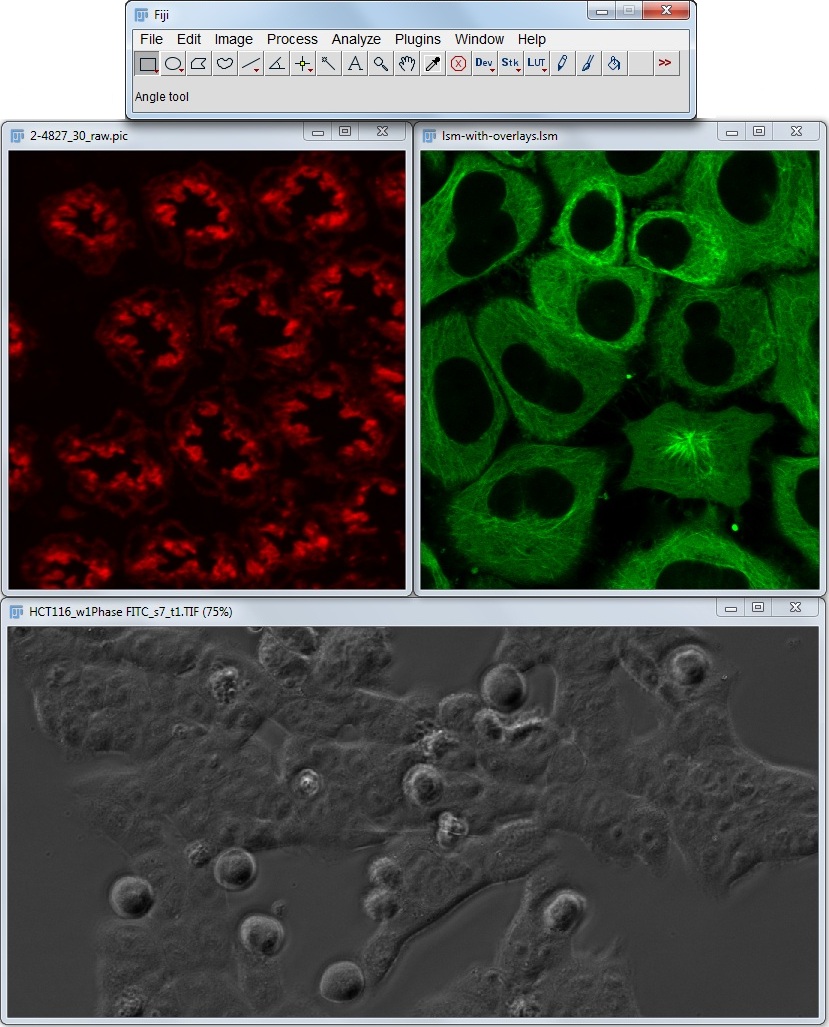 Fiji
File Edit Image Process Analyze Plugins Window Help
A Dev Stk LUT >>
Angle tool
2-4827_30_raw.pic
lsm-with-overlays.lsm
HCT116_w1Phase FITC_s7_t1.TIF (75%)